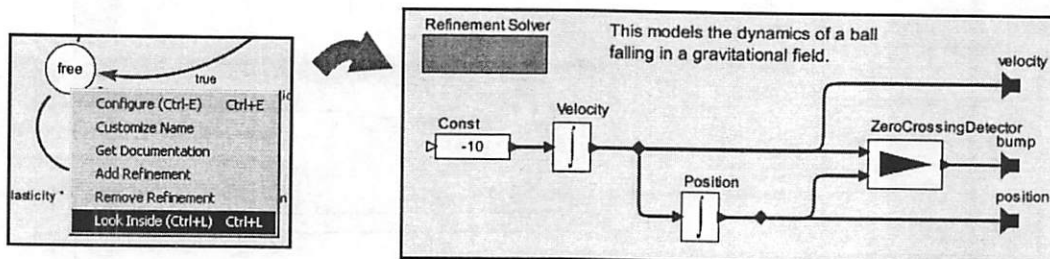 free
true
Configure (Ctrl-E) Ctrl+E
Customize Name
Get Documentation
Add Refinement
Remove Refinement
Look Inside (Ctrl+L) Ctrl+L
lasticity *
n
Refinement Solver
This models the dynamics of a ball
falling in a gravitational field.
velocity
Const
-10
Velocity
∫
ZeroCrossingDetector
bump
Position
∫
position